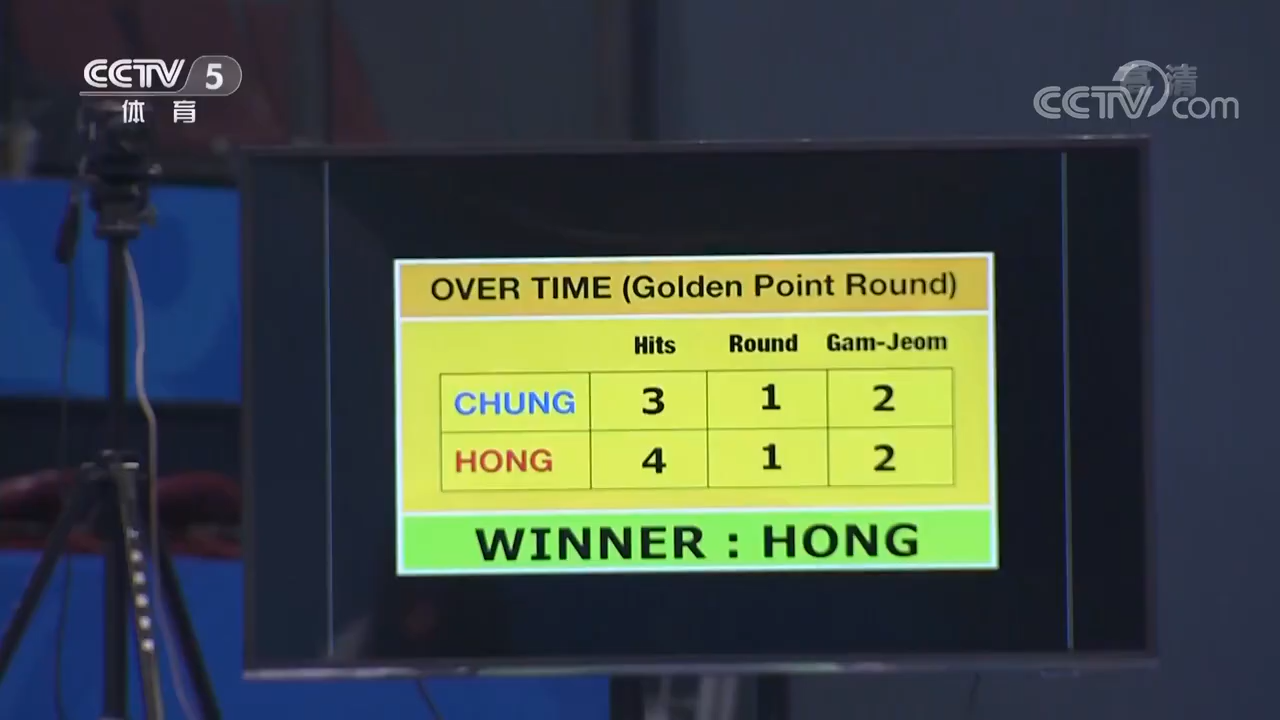 CCTV 5
体育
高清
CCTV.com
OVER TIME (Golden Point Round)
Hits Round Gam-Jeom
CHUNG 3 1 2
HONG 4 1 2
WINNER : HONG